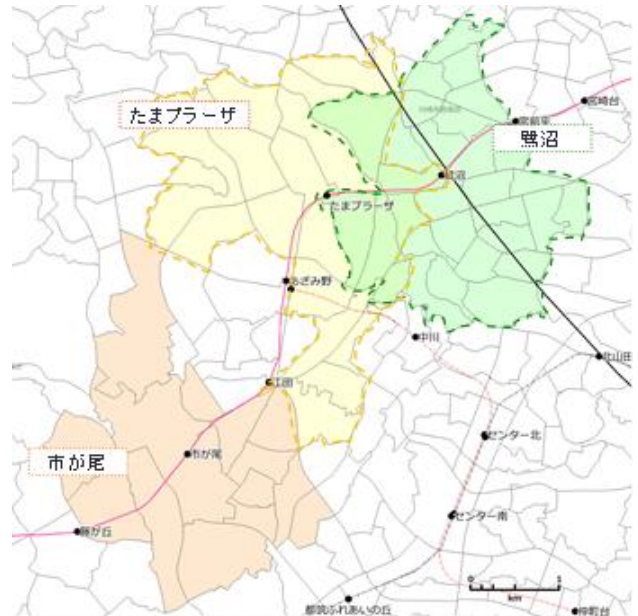 たまプラーザ
宮崎台
宮前平
鷺沼
鷺沼
たまプラーザ
あざみ野
中川
北山田
江田
センター北
市が尾
市が尾
センター南
藤が丘
0 1
km
都筑ふれあいの丘
仲町台